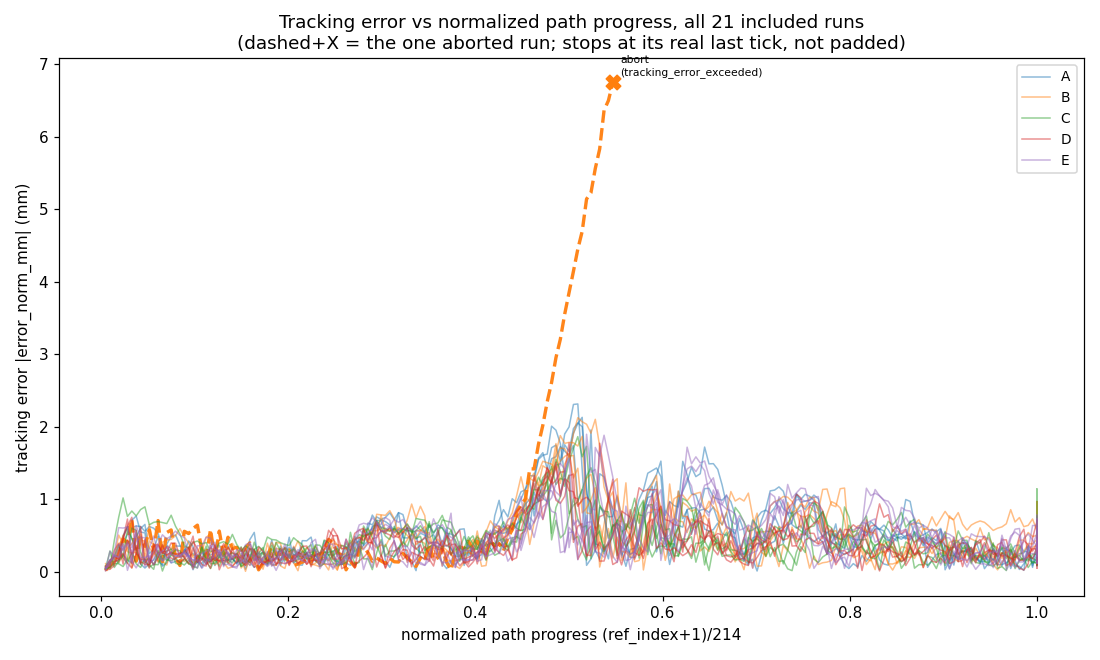 Tracking error vs normalized path progress, all 21 included runs
(dashed+X = the one aborted run; stops at its real last tick, not padded)
tracking error |error_norm_mm| (mm)
7
6
5
4
3
2
1
0
abort
(tracking_error_exceeded)
A
B
C
D
E
0.0
0.2
0.4
0.6
0.8
1.0
normalized path progress (ref_index+1)/214